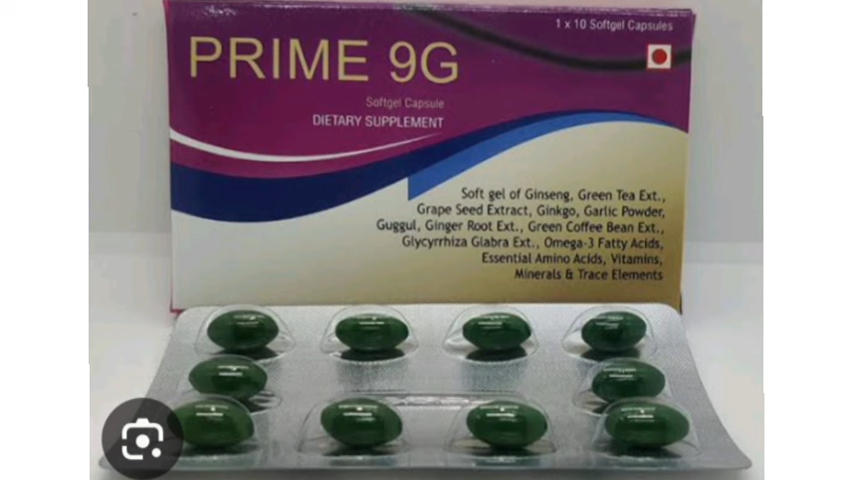 1 x 10 Softgel Capsules
PRIME 9G
Softgel Capsule
DIETARY SUPPLEMENT
Soft gel of Ginseng, Green Tea Ext.,
Grape Seed Extract, Ginkgo, Garlic Powder,
Guggul, Ginger Root Ext., Green Coffee Bean Ext.,
Glycyrrhiza Glabra Ext., Omega-3 Fatty Acids,
Essential Amino Acids, Vitamins,
Minerals & Trace Elements